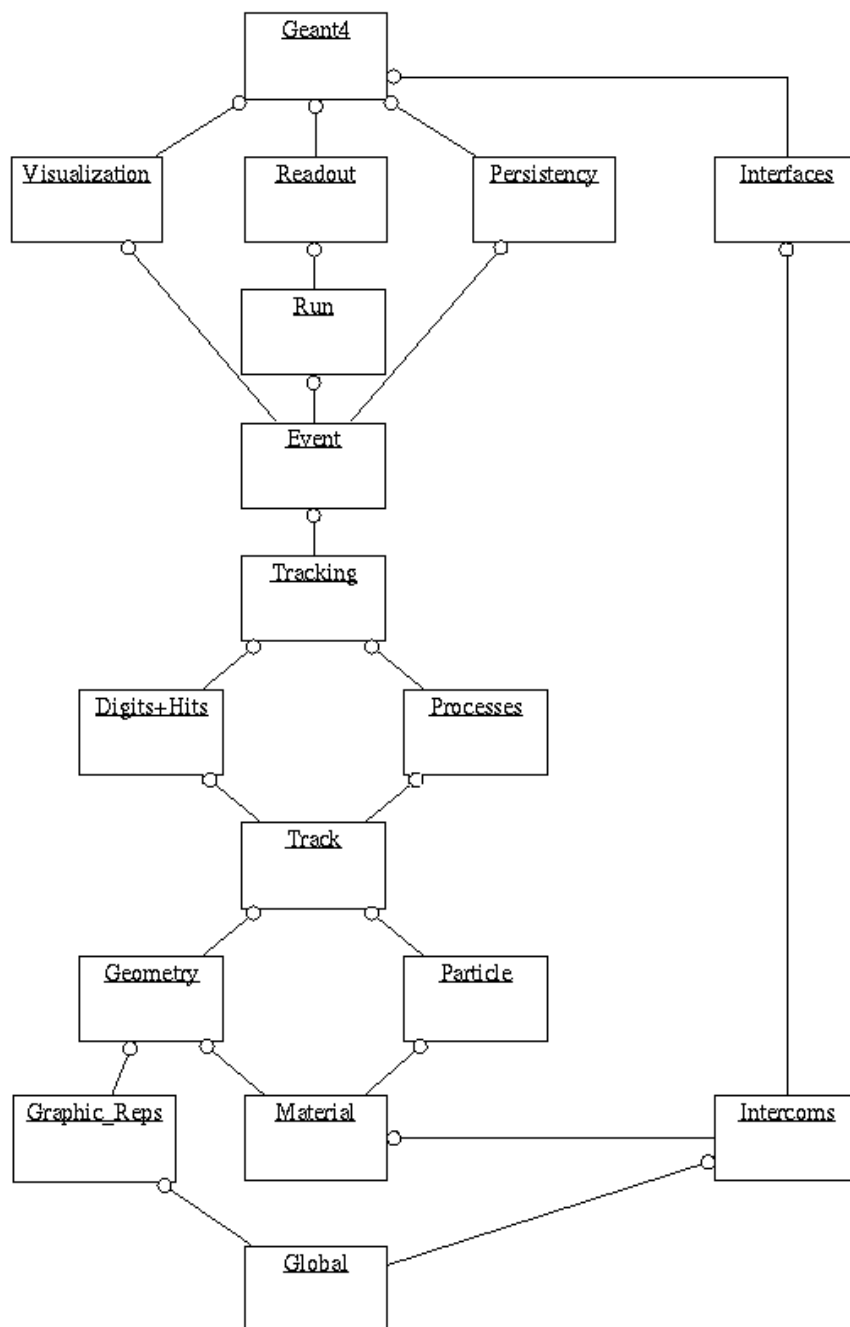 Geant4
Visualization
Readout
Persistency
Interfaces
Run
Event
Tracking
Digits+Hits
Processes
Track
Geometry
Particle
Graphic_Reps
Material
Intercoms
Global